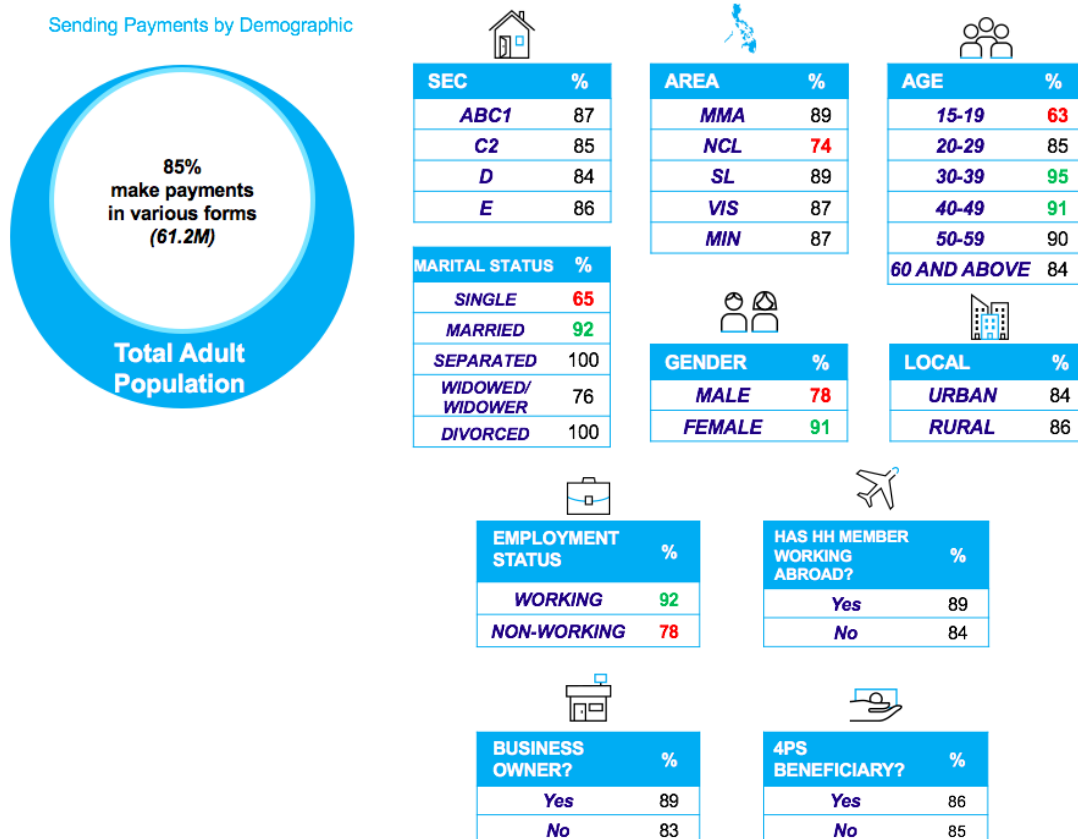 Sending Payments by Demographic
85%
make payments
in various forms
(61.2M)
Total Adult
Population
SEC %
ABC1 87
C2 85
D 84
E 86
AREA %
MMA 89
NCL 74
SL 89
VIS 87
MIN 87
AGE %
15-19 63
20-29 85
30-39 95
40-49 91
50-59 90
60 AND ABOVE 84
MARITAL STATUS %
SINGLE 65
MARRIED 92
SEPARATED 100
WIDOWED/
WIDOWER 76
DIVORCED 100
GENDER %
MALE 78
FEMALE 91
LOCAL %
URBAN 84
RURAL 86
EMPLOYMENT
STATUS %
WORKING 92
NON-WORKING 78
HAS HH MEMBER
WORKING %
ABROAD?
Yes 89
No 84
BUSINESS
OWNER? %
Yes 89
No 83
4PS
BENEFICIARY? %
Yes 86
No 85